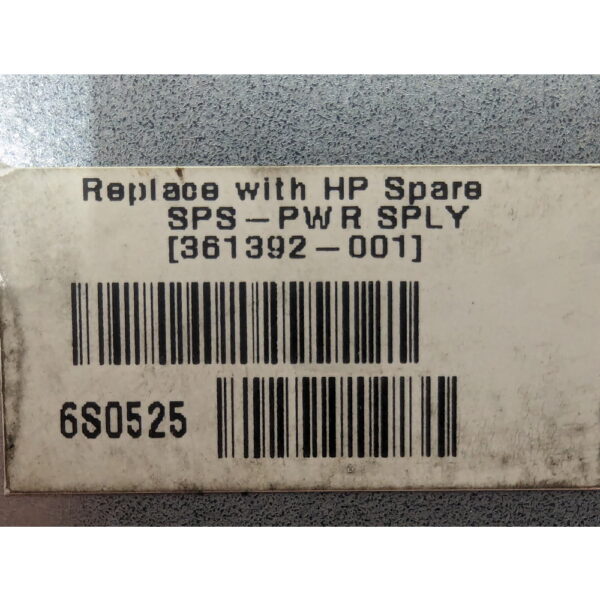 Replace with HP Spare
SPS-PWR SPLY
[361392-001]
6S0525